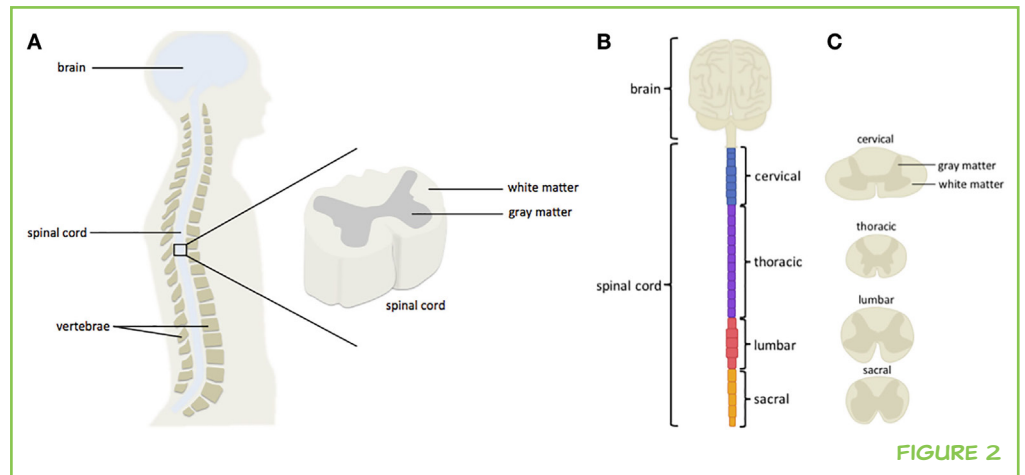 A
brain
spinal cord
vertebrae
white matter
gray matter
spinal cord
B
brain
spinal cord
cervical
thoracic
lumbar
sacral
C
cervical
gray matter
white matter
thoracic
lumbar
sacral
FIGURE 2